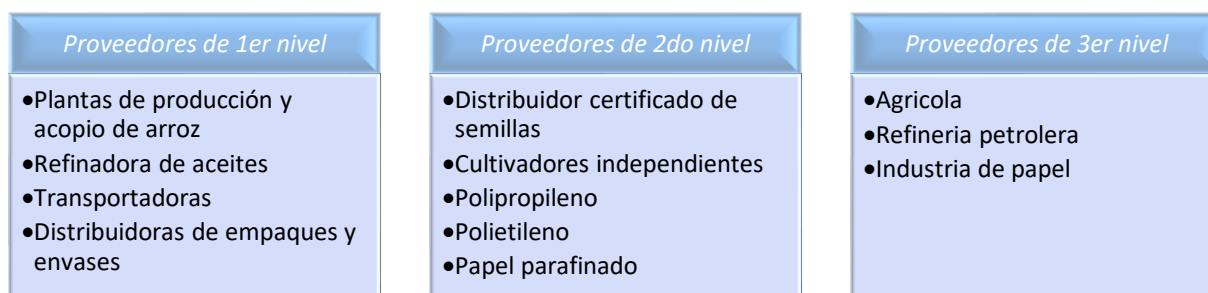 Proveedores de 1er nivel
•Plantas de producción y
acopio de arroz
•Refinadora de aceites
•Transportadoras
•Distribuidoras de empaques y
envases
Proveedores de 2do nivel
•Distribuidor certificado de
semillas
•Cultivadores independientes
•Polipropileno
•Polietileno
•Papel parafinado
Proveedores de 3er nivel
•Agricola
•Refineria petrolera
•Industria de papel